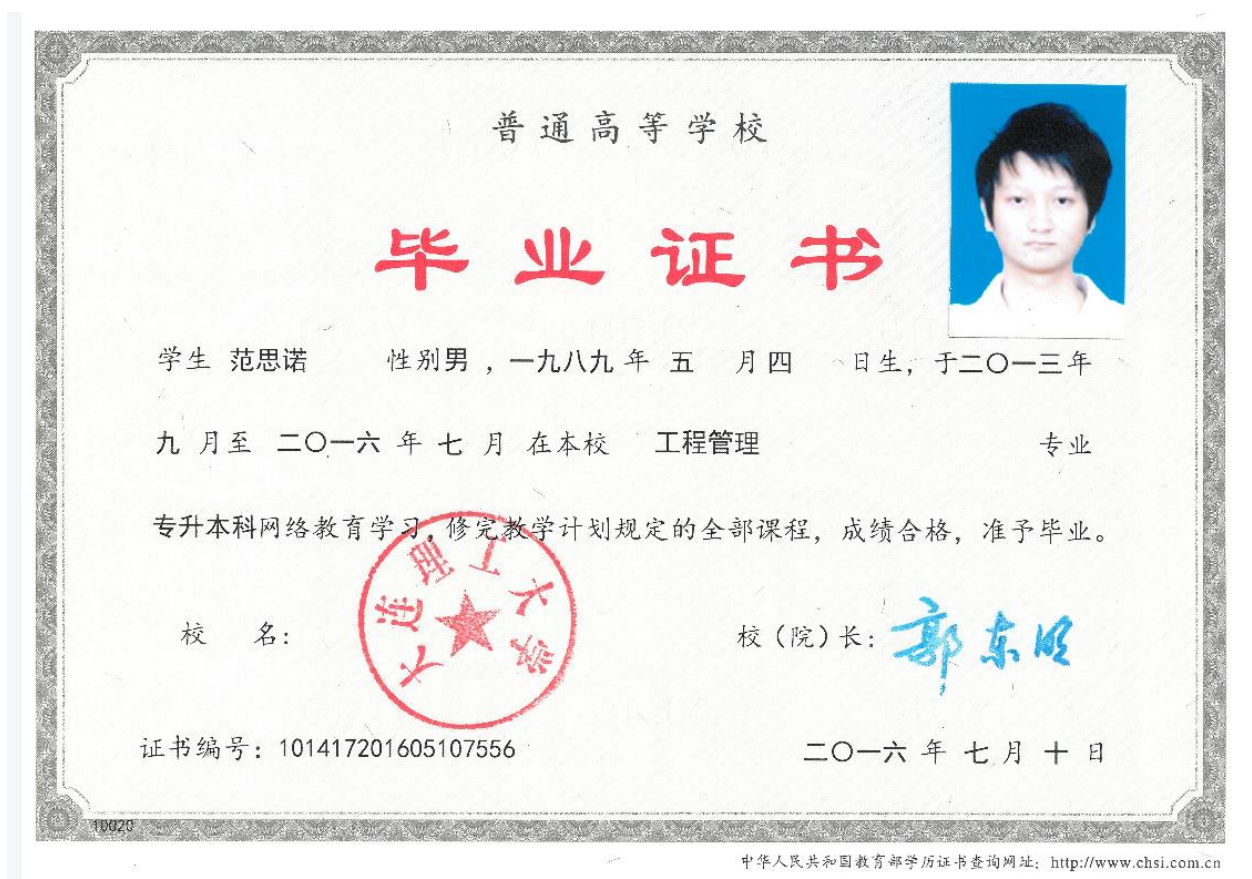 普通高等学校
毕业证书
学生 范思诺 性别男，一九八九年 五 月四 日生，于二〇一三年
九 月至 二〇一六 年 七 月 在本校 工程管理 专业
专升本科网络教育学习，修完教学计划规定的全部课程，成绩合格，准予毕业。
大连理工大学
校 名：
校（院）长：郭东明
证书编号：101417201605107556
二〇一六 年 七 月 十 日
10020
中华人民共和国教育部学历证书查询网址：http://www.chsi.com.cn